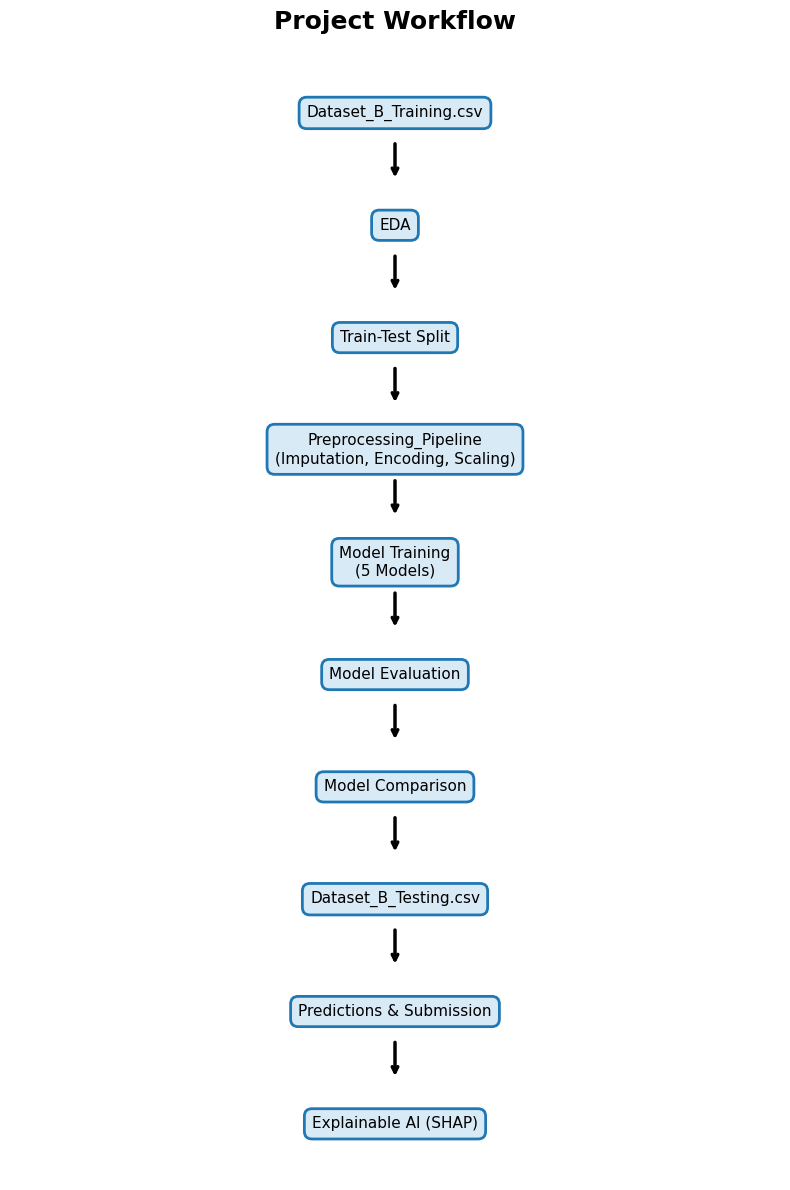 Project Workflow
Dataset_B_Training.csv
EDA
Train-Test Split
Preprocessing_Pipeline
(Imputation, Encoding, Scaling)
Model Training
(5 Models)
Model Evaluation
Model Comparison
Dataset_B_Testing.csv
Predictions & Submission
Explainable AI (SHAP)